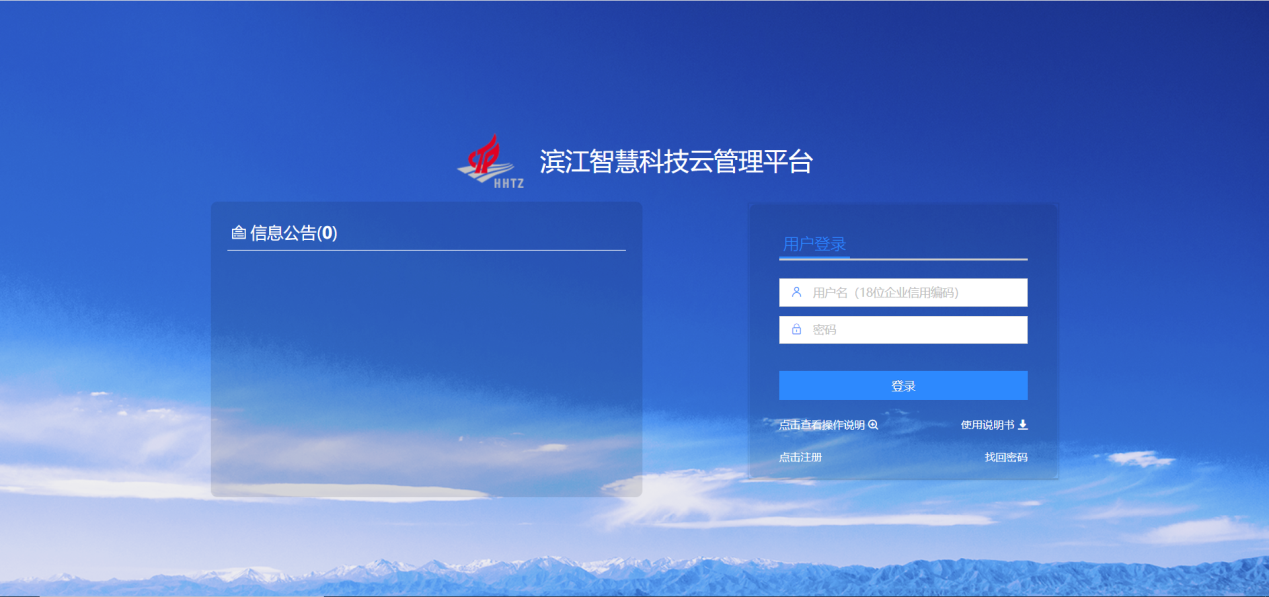 HHTZ
滨江智慧科技云管理平台
信息公告(0)
用户登录
用户名（18位企业信用编码）
密码
登录
点击查看操作说明
使用说明书
点击注册
找回密码